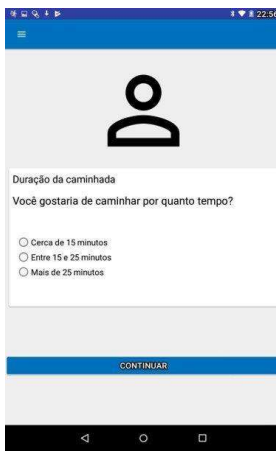 22:56
Duração da caminhada
Você gostaria de caminhar por quanto tempo?
Cerca de 15 minutos
Entre 15 e 25 minutos
Mais de 25 minutos
CONTINUAR